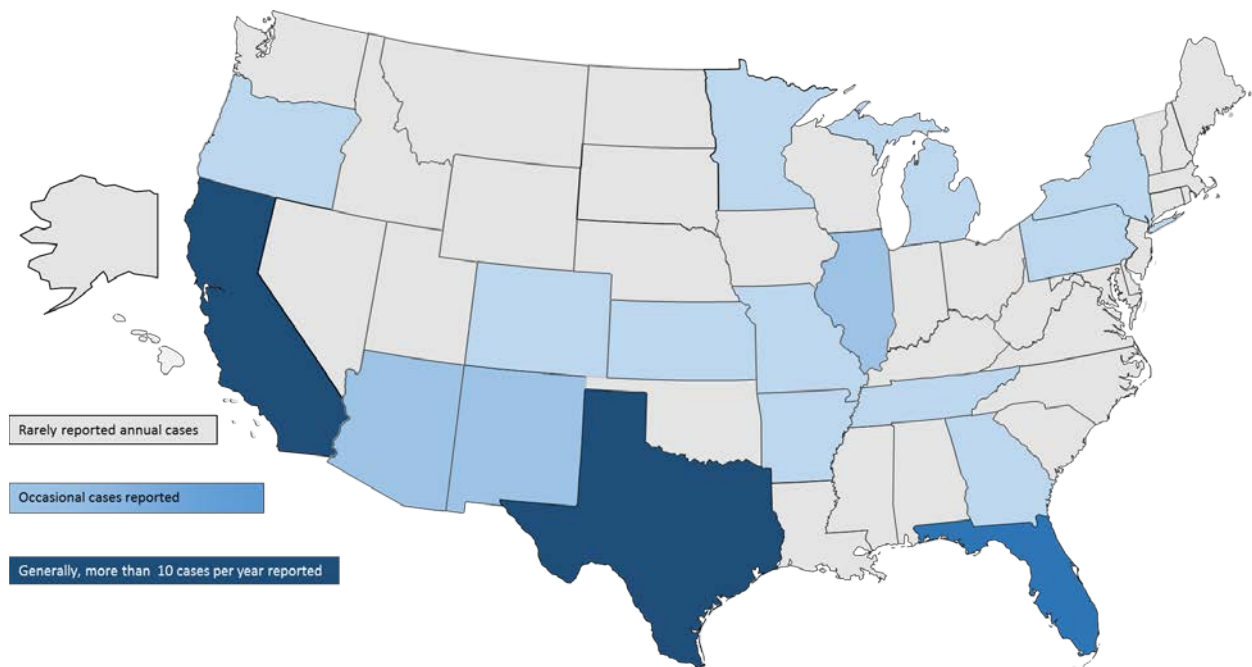 Rarely reported annual cases
Occasional cases reported
Generally, more than 10 cases per year reported